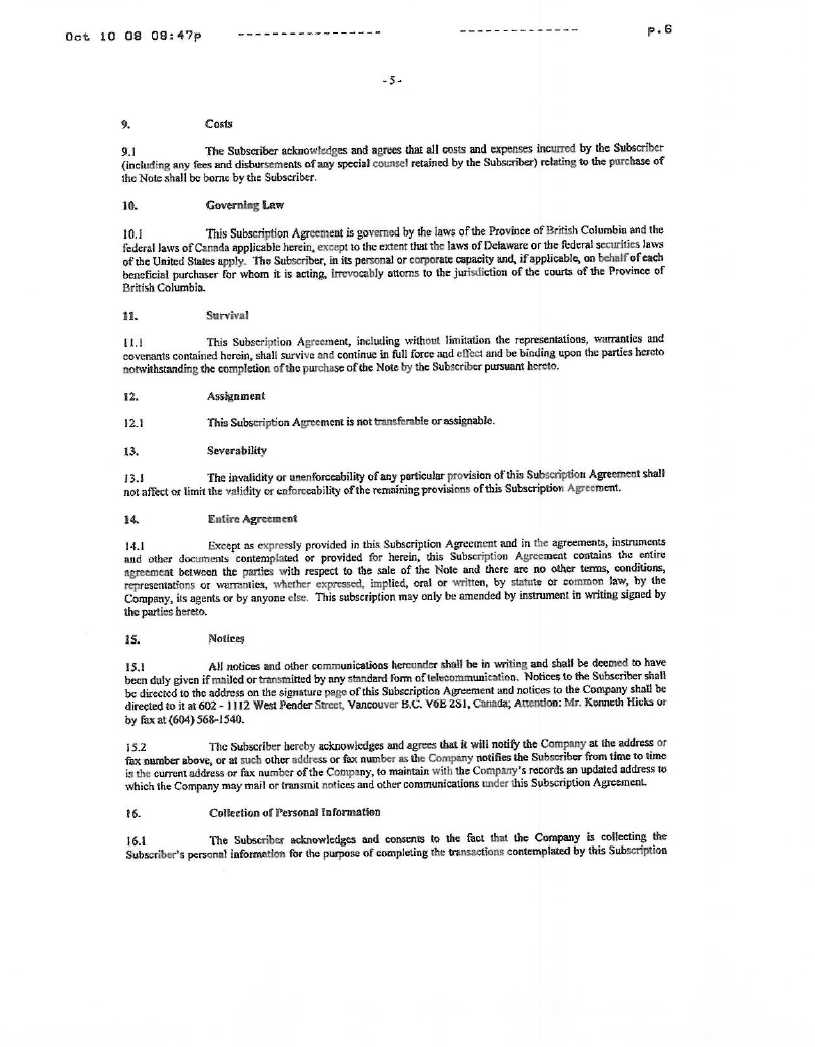 Oct 10 08 09:47p p.6
- 5 -
9. Costs
9.1 The Subscriber acknowledges and agrees that all costs and expenses incurred by the Subscriber
(including any fees and disbursements of any special counsel retained by the Subscriber) relating to the purchase of
the Note shall be borne by the Subscriber.
10. Governing Law
10.1 This Subscription Agreement is governed by the laws of the Province of British Columbia and the
federal laws of Canada applicable herein, except to the extent that the laws of Delaware or the federal securities laws
of the United States apply. The Subscriber, in its personal or corporate capacity and, if applicable, on behalf of each
beneficial purchaser for whom it is acting, irrevocably attorns to the jurisdiction of the courts of the Province of
British Columbia.
11. Survival
11.1 This Subscription Agreement, including without limitation the representations, warranties and
covenants contained herein, shall survive and continue in full force and effect and be binding upon the parties hereto
notwithstanding the completion of the purchase of the Note by the Subscriber pursuant hereto.
12. Assignment
12.1 This Subscription Agreement is not transferable or assignable.
13. Severability
13.1 The invalidity or unenforceability of any particular provision of this Subscription Agreement shall
not affect or limit the validity or enforceability of the remaining provisions of this Subscription Agreement.
14. Entire Agreement
14.1 Except as expressly provided in this Subscription Agreement and in the agreements, instruments
and other documents contemplated or provided for herein, this Subscription Agreement contains the entire
agreement between the parties with respect to the sale of the Note and there are no other terms, conditions,
representations or warranties, whether expressed, implied, oral or written, by statute or common law, by the
Company, its agents or by anyone else. This subscription may only be amended by instrument in writing signed by
the parties hereto.
15. Notices
15.1 All notices and other communications hereunder shall be in writing and shall be deemed to have
been duly given if mailed or transmitted by any standard form of telecommunication. Notices to the Subscriber shall
be directed to the address on the signature page of this Subscription Agreement and notices to the Company shall be
directed to it at 602 - 1112 West Pender Street, Vancouver B.C. V6E 2S1, Canada; Attention: Mr. Kenneth Hicks or
by fax at (604) 568-1540.
15.2 The Subscriber hereby acknowledges and agrees that it will notify the Company at the address or
fax number above, or at such other address or fax number as the Company notifies the Subscriber from time to time
is the current address or fax number of the Company, to maintain with the Company's records an updated address to
which the Company may mail or transmit notices and other communications under this Subscription Agreement.
16. Collection of Personal Information
16.1 The Subscriber acknowledges and consents to the fact that the Company is collecting the
Subscriber's personal information for the purpose of completing the transactions contemplated by this Subscription